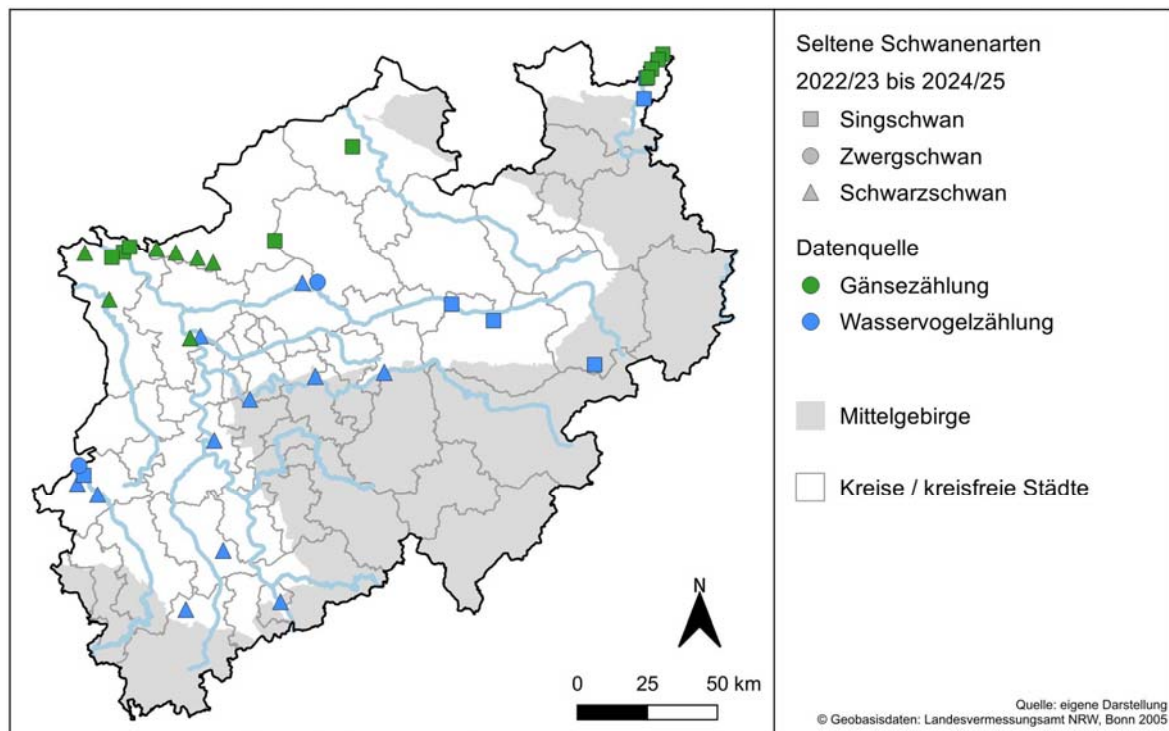 Seltene Schwanenarten
2022/23 bis 2024/25
Singschwan
Zwergschwan
Schwarzschwan
Datenquelle
Gänsezählung
Wasservogelzählung
Mittelgebirge
Kreise / kreisfreie Städte
N
0 25 50 km
Quelle: eigene Darstellung
© Geobasisdaten: Landesvermessungsamt NRW, Bonn 2005